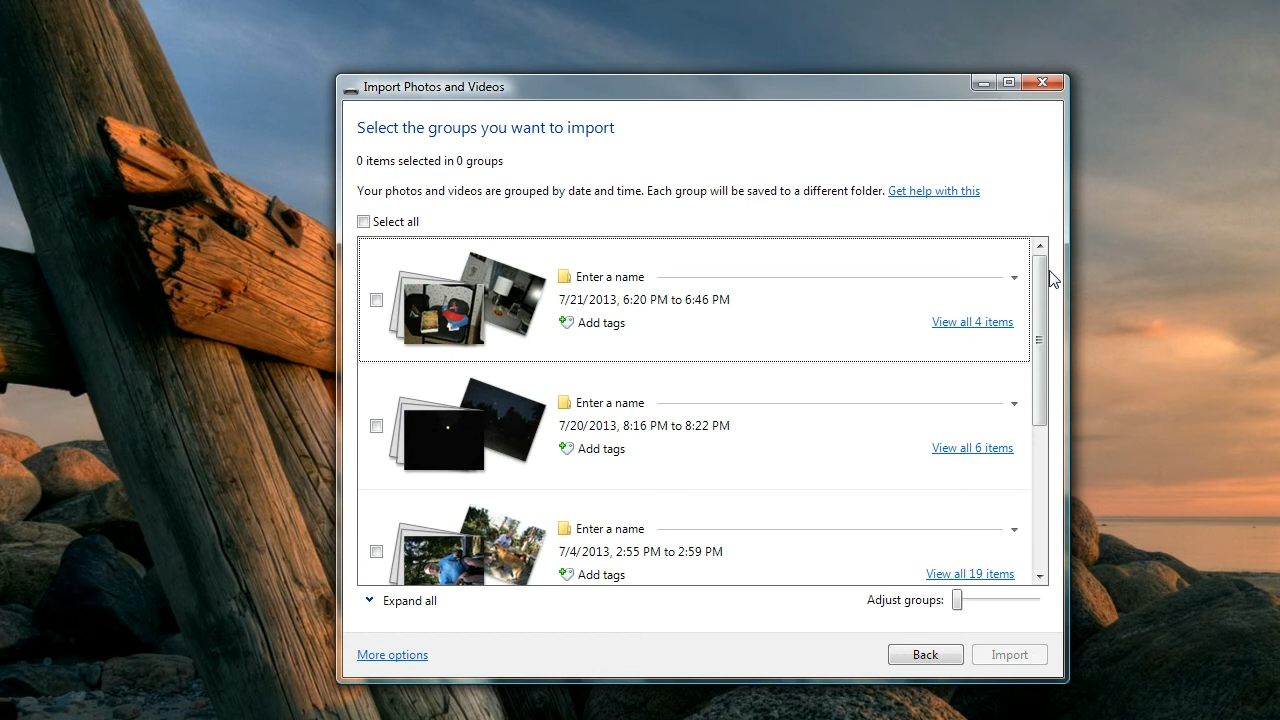 Import Photos and Videos
Select the groups you want to import
0 items selected in 0 groups
Your photos and videos are grouped by date and time. Each group will be saved to a different folder. Get help with this
Select all
Enter a name
7/21/2013, 6:20 PM to 6:46 PM
Add tags View all 4 items
Enter a name
7/20/2013, 8:16 PM to 8:22 PM
Add tags View all 6 items
Enter a name
7/4/2013, 2:55 PM to 2:59 PM
Add tags View all 19 items
Expand all Adjust groups:
More options Back Import